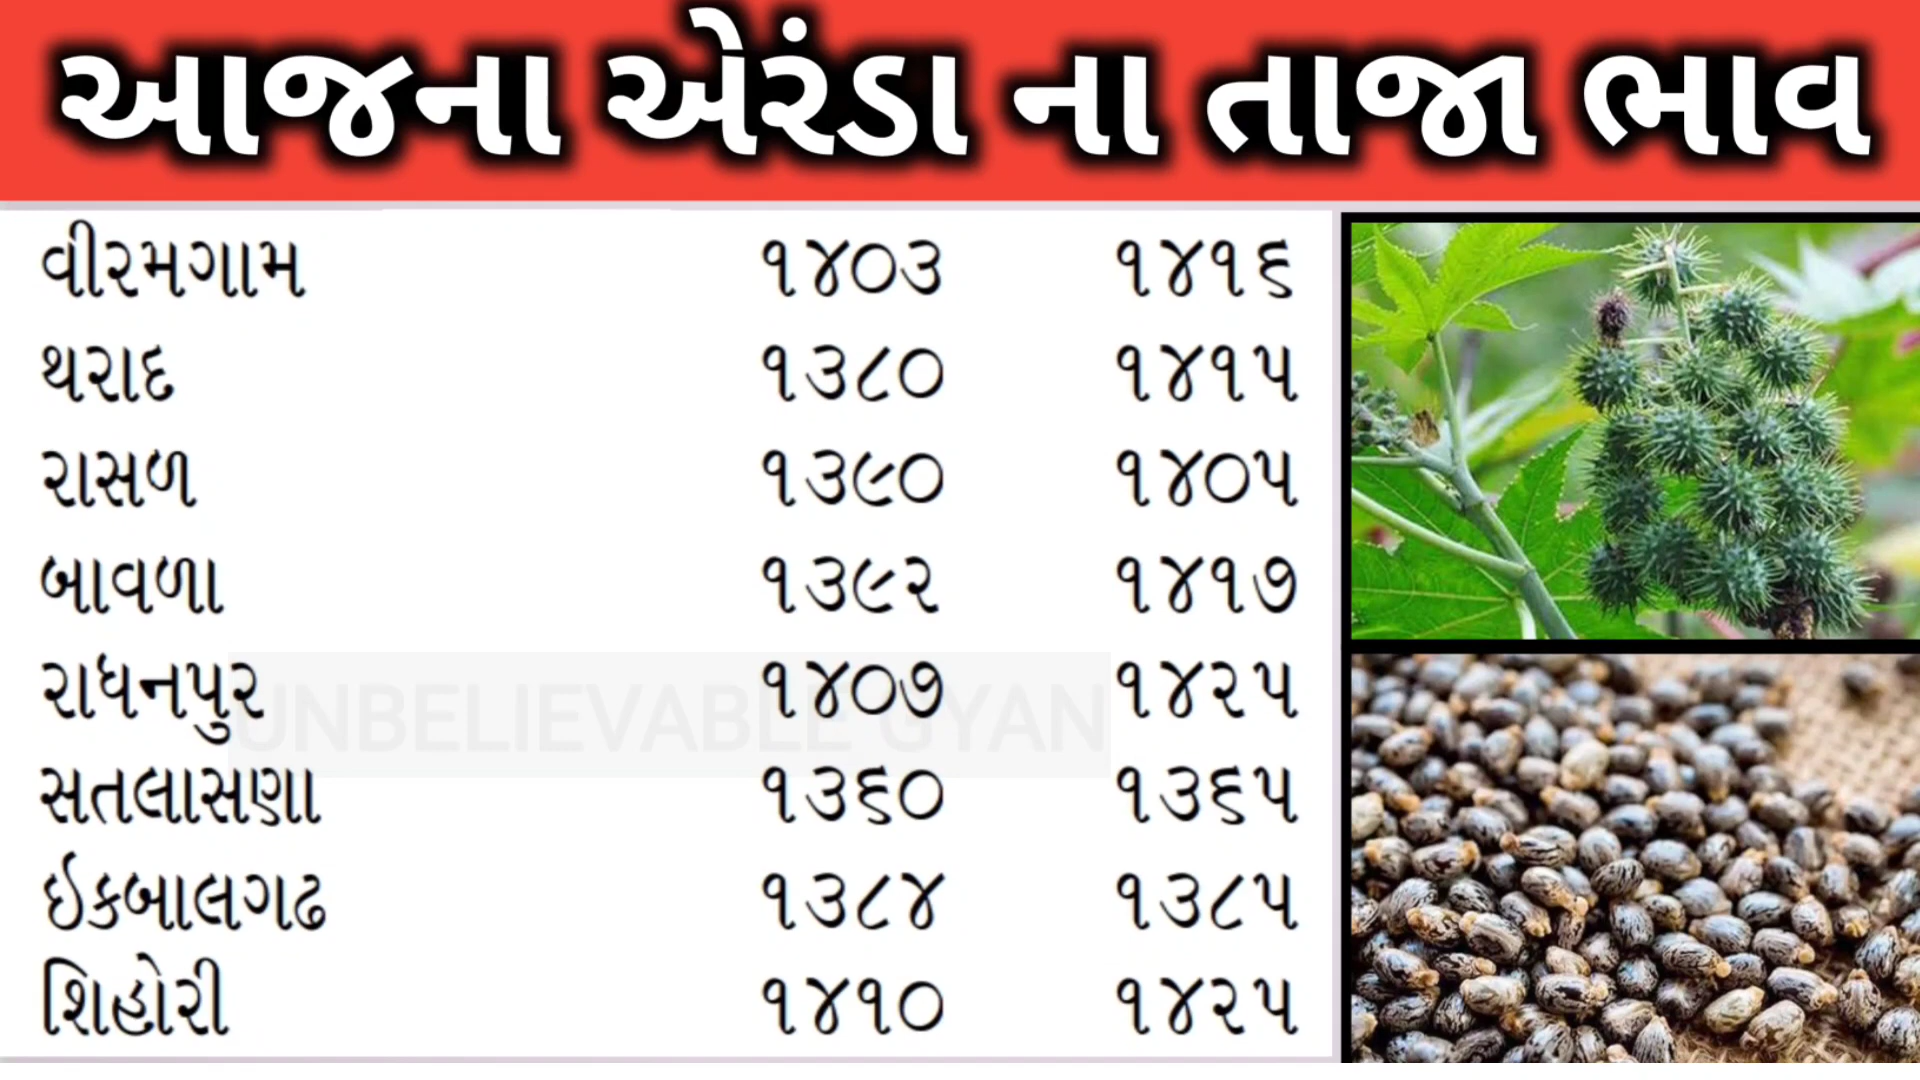 આજના એરંડા ના તાજા ભાવ
વીરમગામ ૧૪૦૩ ૧૪૧૬
થરાદ ૧૩૮૦ ૧૪૧૫
રાસળ ૧૩૯૦ ૧૪૦૫
બાવળા ૧૩૯૨ ૧૪૧૭
રાધનપુર ૧૪૦૭ ૧૪૨૫
UNBELIEVABLE GYAN
સતલાસણા ૧૩૬૦ ૧૩૬૫
ઇકબાલગઢ ૧૩૮૪ ૧૩૮૫
શિહોરી ૧૪૧૦ ૧૪૨૫